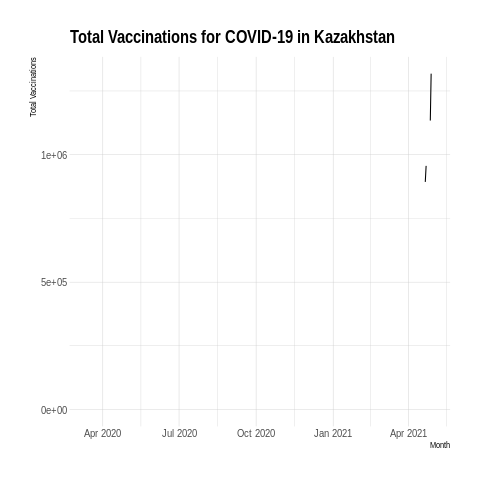 Total Vaccinations for COVID-19 in Kazakhstan
Total Vaccinations
1e+06
5e+05
0e+00
Apr 2020 Jul 2020 Oct 2020 Jan 2021 Apr 2021
Month